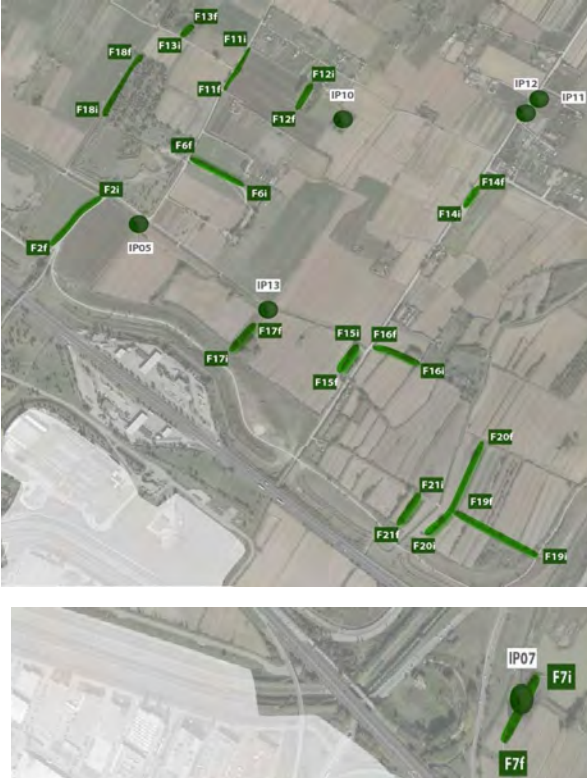 F13f
F13i
F11i
F18f
F12i
F11f
IP12
IP11
IP10
F18i
F12f
F6f
F14f
F2i
F6i
F14i
F2f
IP05
IP13
F17f
F15i
F16f
F17i
F16i
F15f
F20f
F21i
F19f
F21f
F20i
F19i
IP07
F7i
F7f